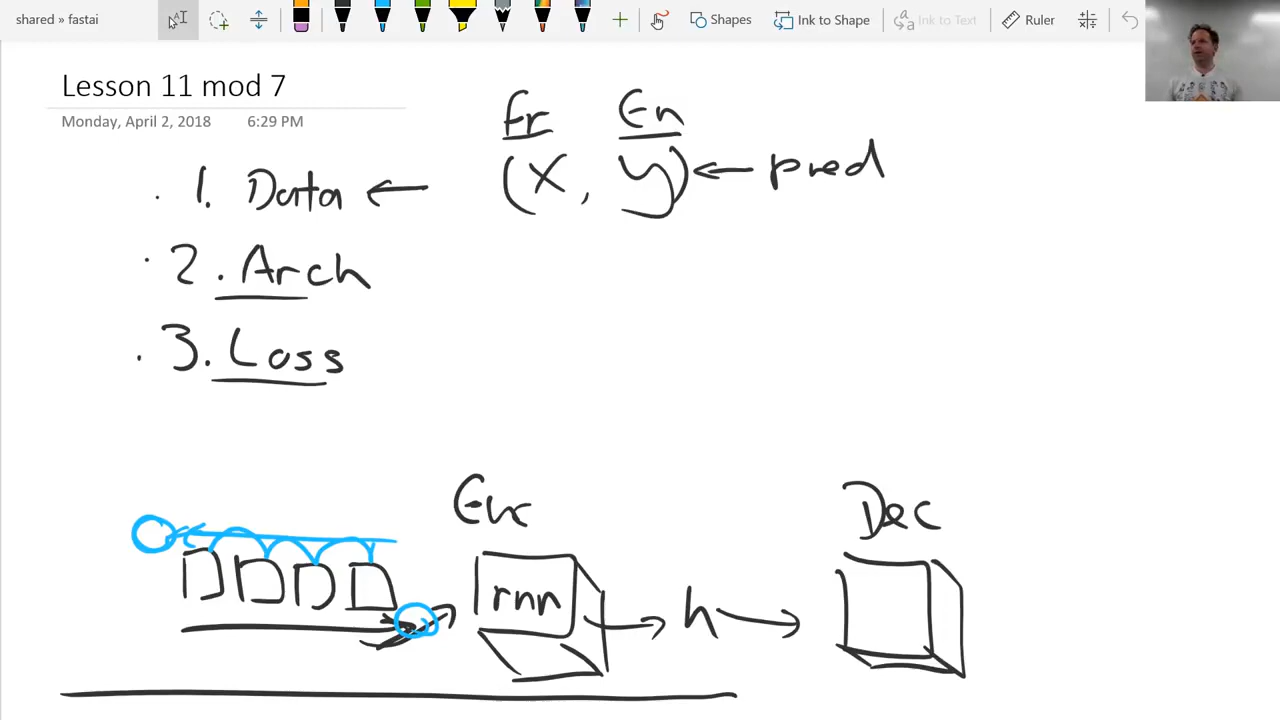 shared » fastai
Shapes
Ink to Shape
Ink to Text
Ruler
Lesson 11 mod 7
Monday, April 2, 2018 6:29 PM
Fr En
1. Data ← (x, y) ← pred
2. Arch
3. Loss
Enc Dec
rnn → h →